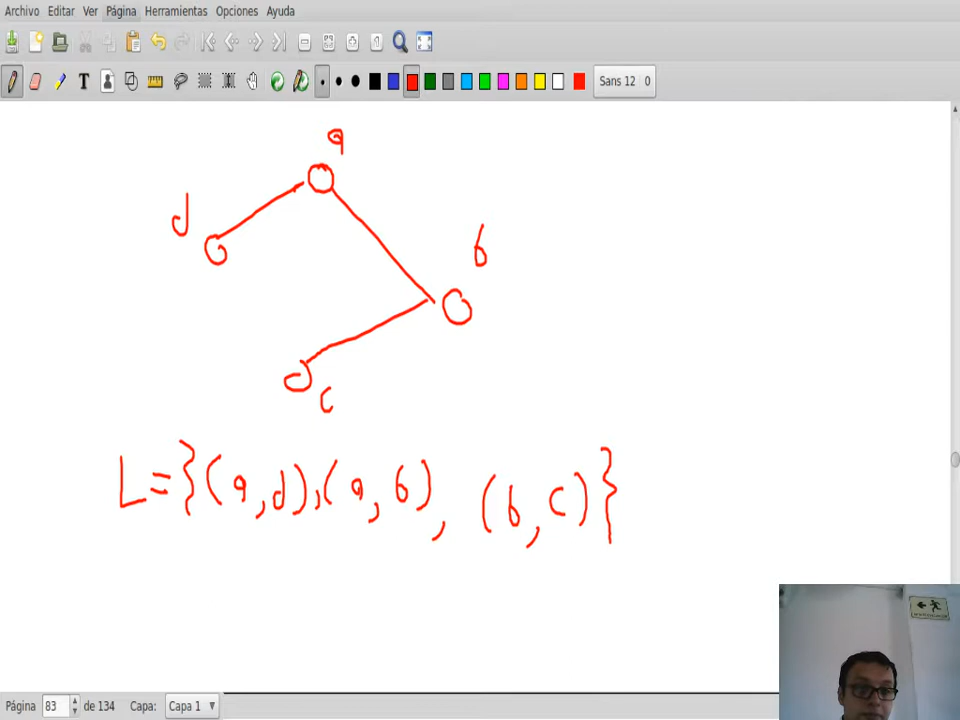 Archivo Editar Ver Página Herramientas Opciones Ayuda
Sans 12 0
a
d
b
c
L={(a,d),(a,b), (b,c)}
Página 83 de 134 Capa: Capa 1